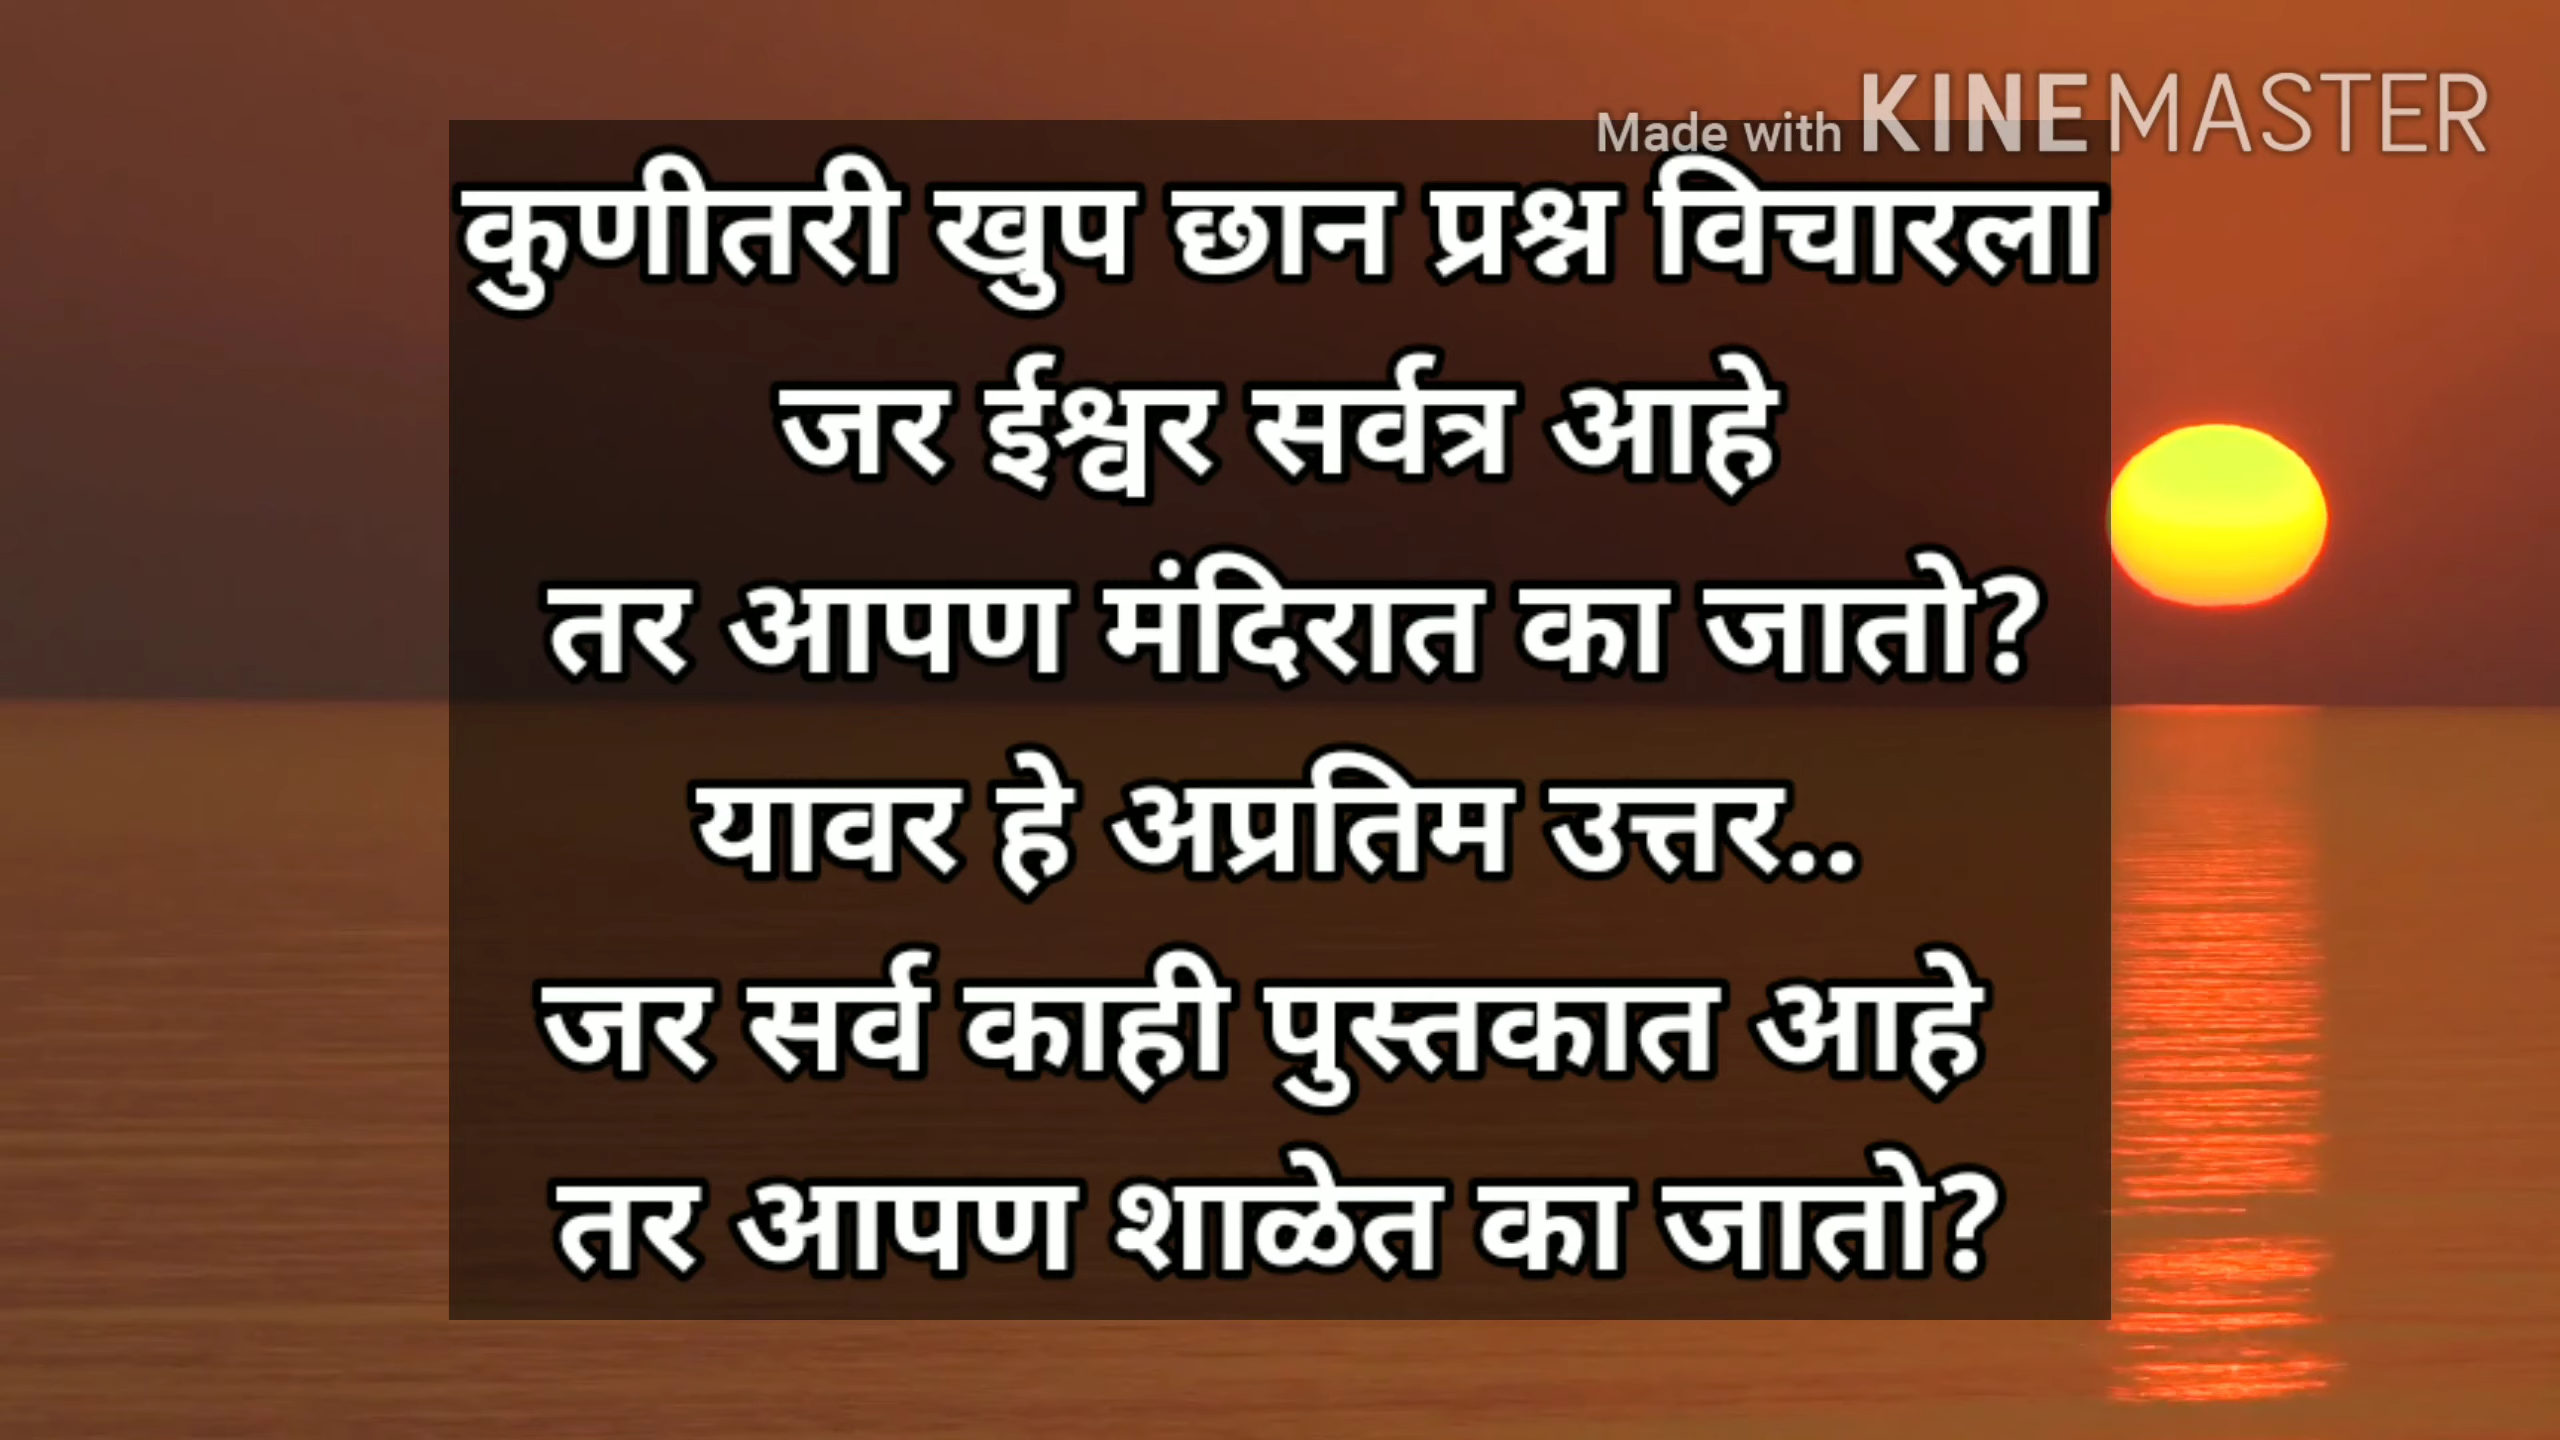 Made with KINEMASTER
कुणीतरी खुप छान प्रश्न विचारला
जर ईश्वर सर्वत्र आहे
तर आपण मंदिरात का जातो?
यावर हे अप्रतिम उत्तर..
जर सर्व काही पुस्तकात आहे
तर आपण शाळेत का जातो?